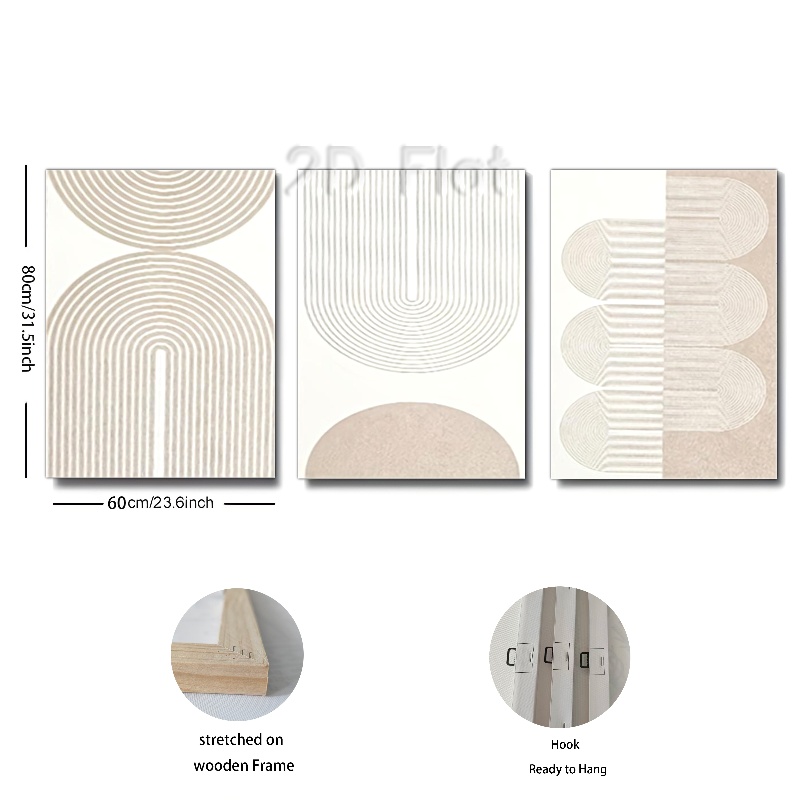 2D Flat
80cm/31.5inch
60cm/23.6inch
stretched on
wooden Frame
Hook
Ready to Hang